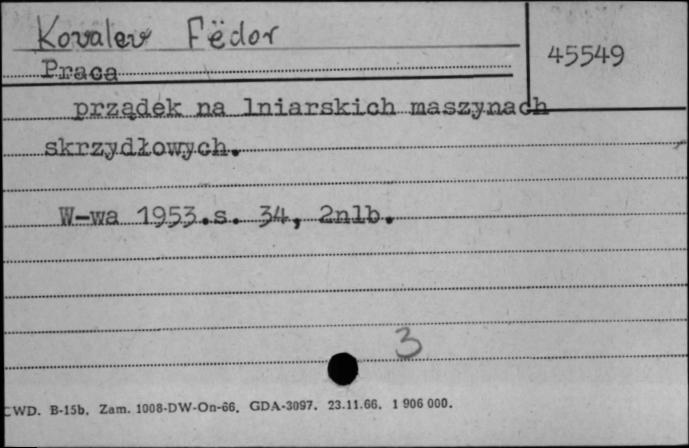 Kovalev Fëdor
45549
Praca
prządek na lniarskich maszynach
skrzydłowych.
W-wa 1953.s. 34, 2nlb.
3
CWD. B-15b. Zam. 1008-DW-On-66. GDA-3097. 23.11.66. 1 906 000.